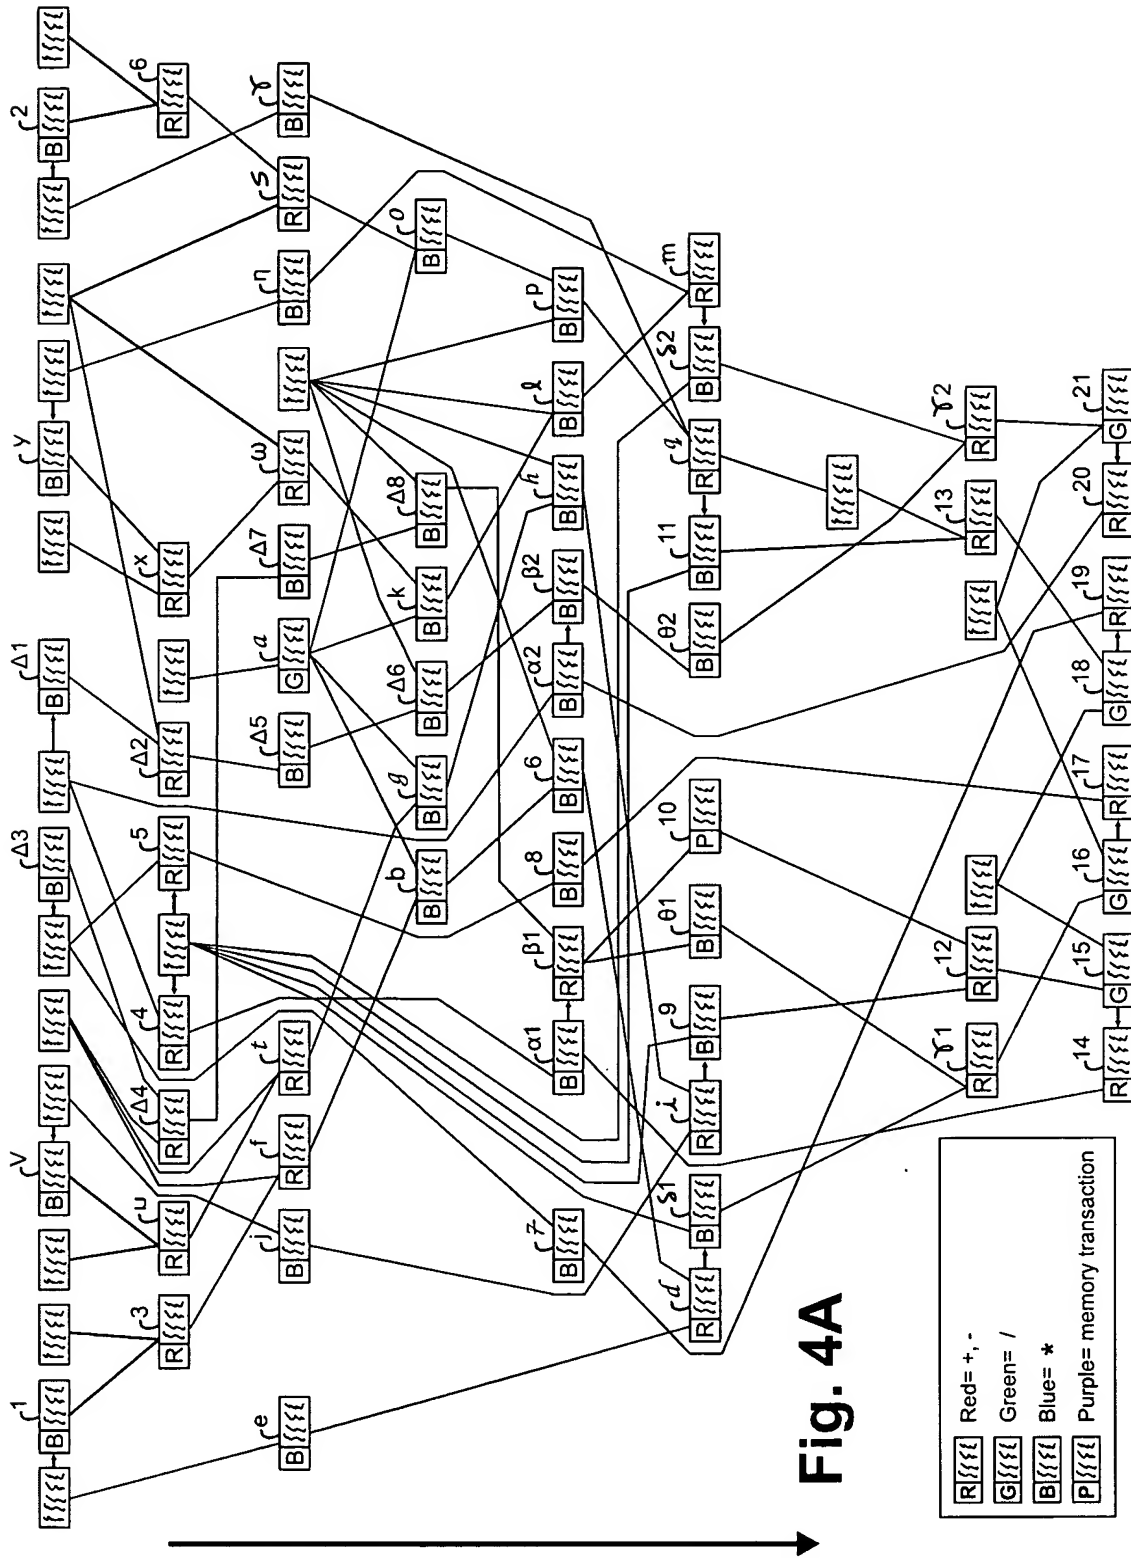 1 V Δ3 Δ1 y 2
B B B B B B
3 u Δ4 4 5 Δ2 x 6
R R R R R R R R
e j f t Δ5 a Δ7 ω η s γ
B B R R B G B R B R B
b g Δ6 k Δ8 o
B B B B B B
7 α1 β1 8 6 α2 β2 h l p
B B R B B B B B B B
d δ1 i 9 θ1 10 θ2 11 q δ2 m
R B R B B P B B R B R
Fig. 4A
γ1 12 13 γ2
R R R R
14 15 16 17 18 19 20 21
R G G R G R R G
R Red= +, -
G Green= /
B Blue= *
P Purple= memory transaction